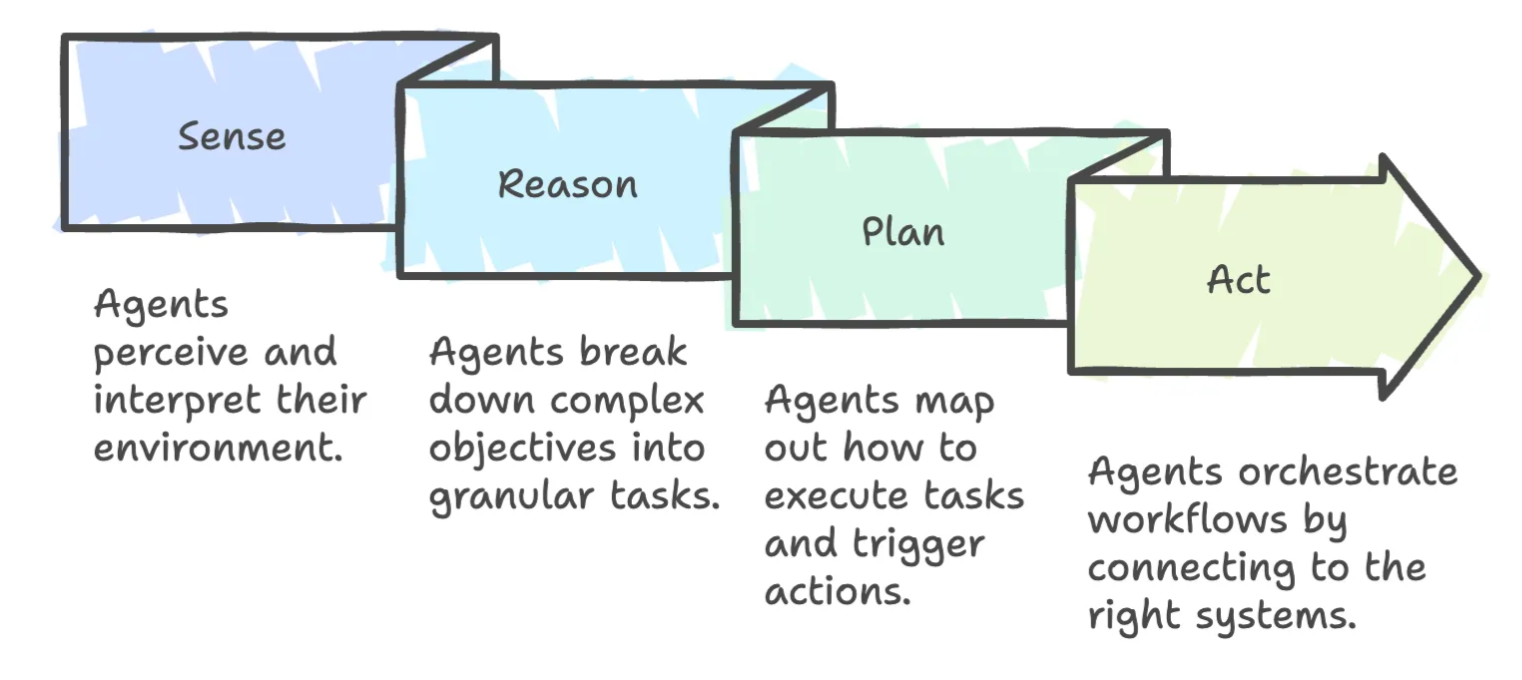 Sense
Agents
perceive and
interpret their
environment.
Reason
Agents break
down complex
objectives into
granular tasks.
Plan
Agents map
out how to
execute tasks
and trigger
actions.
Act
Agents orchestrate
workflows by
connecting to the
right systems.